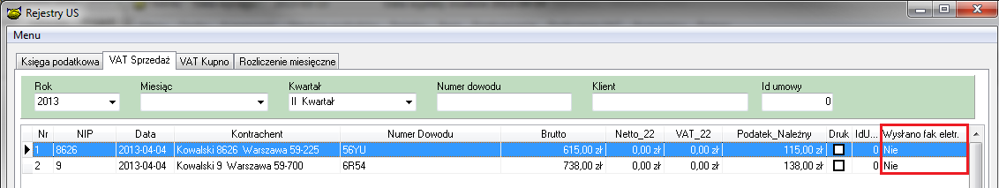 Rejestry US
Menu
Księga podatkowa VAT Sprzedaż VAT Kupno Rozliczenie miesięczne
Rok Miesiąc Kwartał Numer dowodu Klient Id umowy
2013 II Kwartał 0
Nr NIP Data Kontrachent Numer Dowodu Brutto Netto_22 VAT_22 Podatek_Należny Druk IdU... Wysłano fak eletr.
1 8626 2013-04-04 Kowalski 8626 Warszawa 59-225 56YU 615,00 zł 0,00 zł 0,00 zł 115,00 zł 0 Nie
2 9 2013-04-04 Kowalski 9 Warszawa 59-700 6R54 738,00 zł 0,00 zł 0,00 zł 138,00 zł 0 Nie